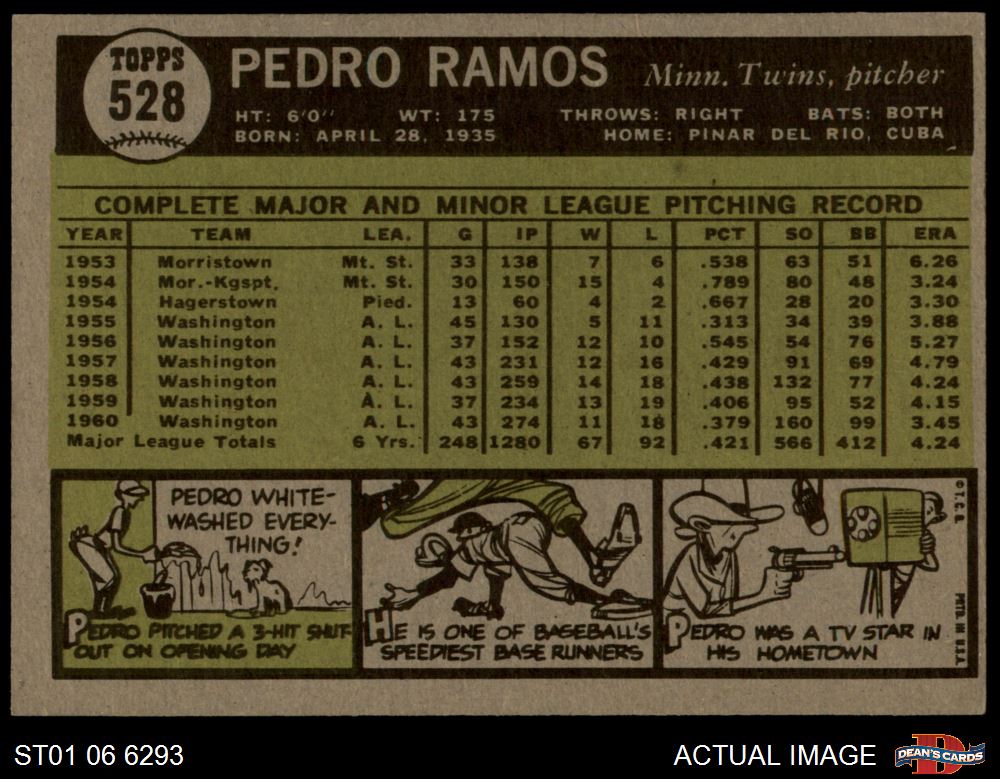 TOPPS
528
PEDRO RAMOS Minn. Twins, pitcher
HT: 6'0" WT: 175 THROWS: RIGHT BATS: BOTH
BORN: APRIL 28, 1935 HOME: PINAR DEL RIO, CUBA
COMPLETE MAJOR AND MINOR LEAGUE PITCHING RECORD
YEAR TEAM LEA. G IP W L PCT SO BB ERA
1953 Morristown Mt. St. 33 138 7 6 .538 63 51 6.26
1954 Mor.-Kgspt. Mt. St. 30 150 15 4 .789 80 48 3.24
1954 Hagerstown Pied. 13 60 4 2 .667 28 20 3.30
1955 Washington A. L. 45 130 5 11 .313 34 39 3.88
1956 Washington A. L. 37 152 12 10 .545 54 76 5.27
1957 Washington A. L. 43 231 12 16 .429 91 69 4.79
1958 Washington A. L. 43 259 14 18 .438 132 77 4.24
1959 Washington A. L. 37 234 13 19 .406 95 52 4.15
1960 Washington A. L. 43 274 11 18 .379 160 99 3.45
Major League Totals 6 Yrs. 248 1280 67 92 .421 566 412 4.24
PEDRO WHITE-
WASHED EVERY-
THING!
PEDRO PITCHED A 3-HIT SHUT-
OUT ON OPENING DAY
HE IS ONE OF BASEBALL'S
SPEEDIEST BASE RUNNERS
PEDRO WAS A TV STAR IN
HIS HOMETOWN
© T. C. G.
PRTD. IN U.S.A.
ST01 06 6293
ACTUAL IMAGE
DEAN'S CARDS